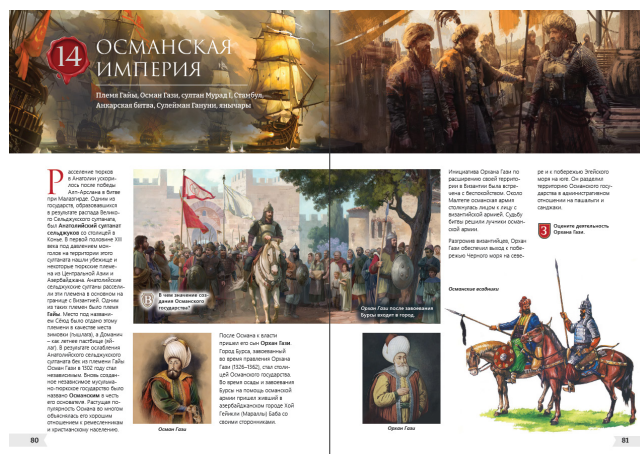 14
ОСМАНСКАЯ
ИМПЕРИЯ
Племя Гайы, Осман Гази, султан Мурад I, Стамбул,
Анкарская битва, Сулейман Гануни, янычары
Расселение тюрков
в Анатолии ускори-
лось после победы
Алп-Арслана в битве
при Малазгирде. Одним из
государств, образовавшихся
в результате распада Велико-
го Сельджукского султаната,
был Анатолийский султанат
сельджуков со столицей в
Конье. В первой половине XIII
века под давлением мон-
голов на территории этого
султаната нашли убежище и
некоторые тюркские племе-
на из Центральной Азии и
Азербайджана. Анатолийские
сельджукские султаны рассели-
ли эти племена в основном на
границе с Византией. Одним
из таких племен было племя
Гайы. Место под названи-
ем Сёюд было отдано этому
племени в качестве места
зимовки (гышлага), а Доманич
– как летнее пастбище (яй-
лаг). В результате ослабления
Анатолийского сельджукского
султаната бек из племени Гайы
Осман Гази в 1302 году стал
независимым. Вновь создан-
ное независимое мусульма-
но-тюркское государство было
названо Османским в честь
его основателя. Растущая по-
пулярность Османа во многом
объяснялась его хорошим
отношением к ремесленникам
и христианскому населению.
В чем значение соз-
дания Османского
государства?
Осман Гази
После Османа к власти
пришел его сын Орхан Гази.
Город Бурса, завоеванный
во время правления Орхана
Гази (1326–1362), стал столи-
цей Османского государства.
Во время осады и завоевания
Бурсы на помощь османской
армии пришел живший в
азербайджанском городе Хой
Гейикли (Маралы) Баба со
своими сторонниками.
80
Орхан Гази после завоевания
Бурсы входит в город
Орхан Гази
Инициатива Орхана Гази по
расширению своей террито-
рии в Византии была встре-
чена с беспокойством. Около
Малтепе османская армия
столкнулась лицом к лицу с
византийской армией. Судьбу
битвы решили лучники осман-
ской армии.
Разгромив византийцев, Орхан
Гази обеспечил выход к побе-
режью Черного моря на севе-
ре и к побережью Эгейского
моря на юге. Он разделил
территорию Османского госу-
дарства в административном
отношении на пашалыги и
санджаки.
3
Оцените деятельность
Орхана Гази.
Османские всадники
81